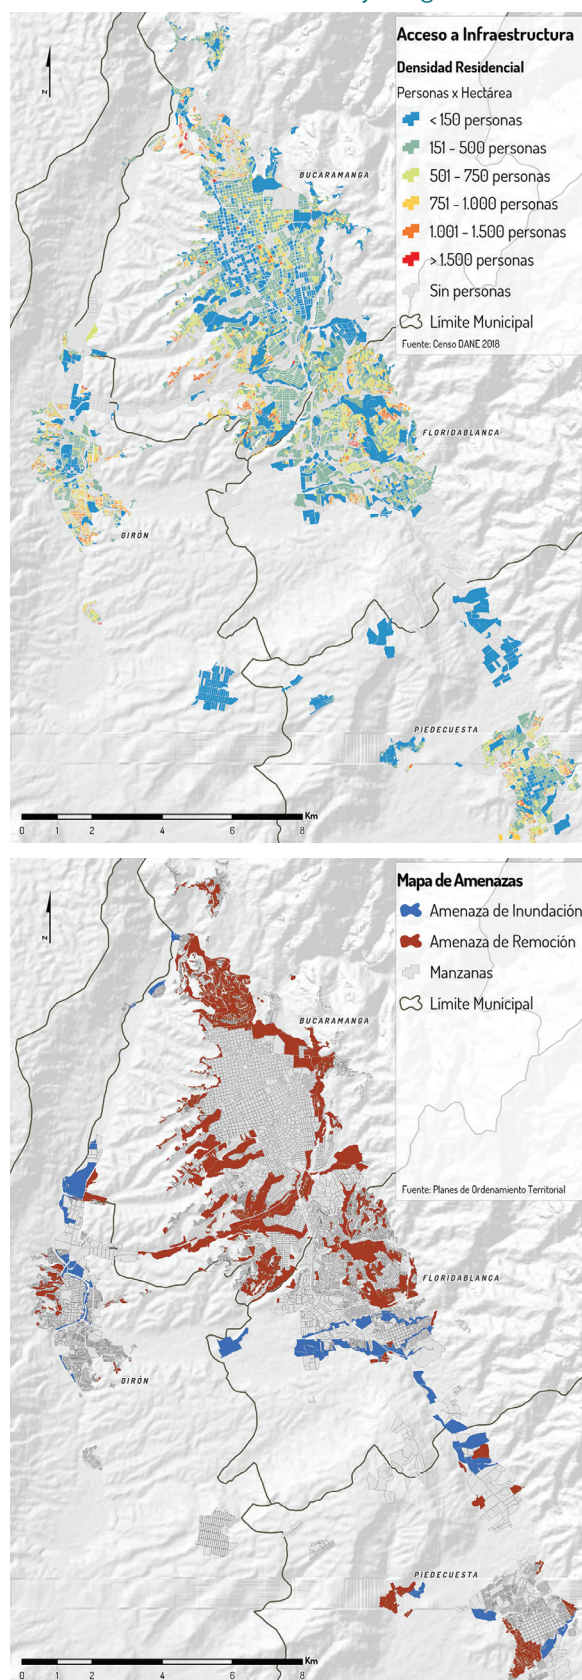 Acceso a Infraestructura
Densidad Residencial
Personas x Hectárea
< 150 personas
151 - 500 personas
501 - 750 personas
751 - 1.000 personas
1.001 - 1.500 personas
> 1.500 personas
Sin personas
Límite Municipal
Fuente: Censo DANE 2018
N
BUCARAMANGA
FLORIDABLANCA
GIRÓN
PIEDECUESTA
Km
0 1 2 4 6 8
Mapa de Amenazas
Amenaza de Inundación
Amenaza de Remoción
Manzanas
Límite Municipal
Fuente: Planes de Ordenamiento Territorial
N
BUCARAMANGA
FLORIDABLANCA
GIRÓN
PIEDECUESTA
Km
0 1 2 4 6 8